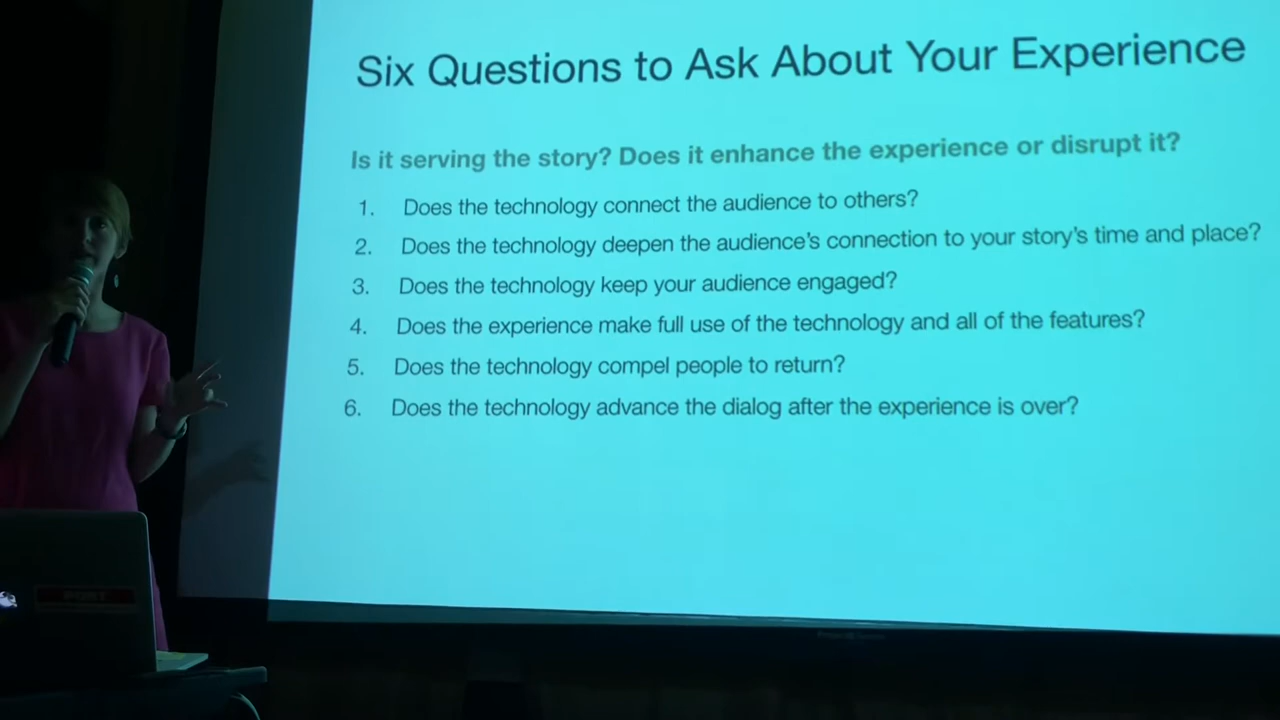 Six Questions to Ask About Your Experience
Is it serving the story? Does it enhance the experience or disrupt it?
1. Does the technology connect the audience to others?
2. Does the technology deepen the audience's connection to your story's time and place?
3. Does the technology keep your audience engaged?
4. Does the experience make full use of the technology and all of the features?
5. Does the technology compel people to return?
6. Does the technology advance the dialog after the experience is over?